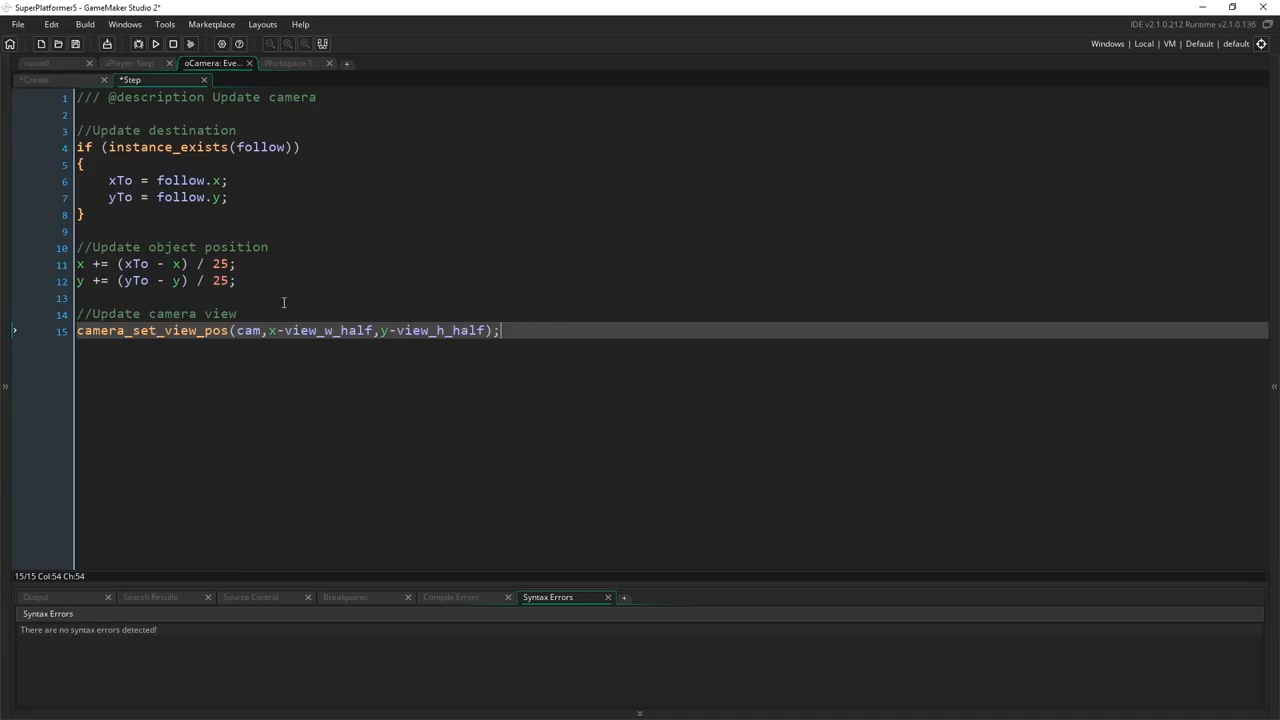 SuperPlatformer5 - GameMaker Studio 2*
File Edit Build Windows Tools Marketplace Layouts Help
IDE v2.1.0.212 Runtime v2.1.0.136
Windows | Local | VM | Default | default
room0 oPlayer: Step oCamera: Eve... Workspace 1
*Create *Step
1 /// @description Update camera
2
3 //Update destination
4 if (instance_exists(follow))
5 {
6 xTo = follow.x;
7 yTo = follow.y;
8 }
9
10 //Update object position
11 x += (xTo - x) / 25;
12 y += (yTo - y) / 25;
13
14 //Update camera view
15 camera_set_view_pos(cam,x-view_w_half,y-view_h_half);
15/15 Col:54 Ch:54
Output Search Results Source Control Breakpoints Compile Errors Syntax Errors
Syntax Errors
There are no syntax errors detected!